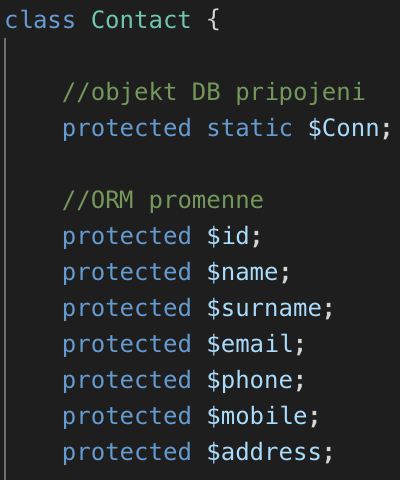 class Contact {
//objekt DB pripojeni
protected static $Conn;
//ORM promenne
protected $id;
protected $name;
protected $surname;
protected $email;
protected $phone;
protected $mobile;
protected $address;